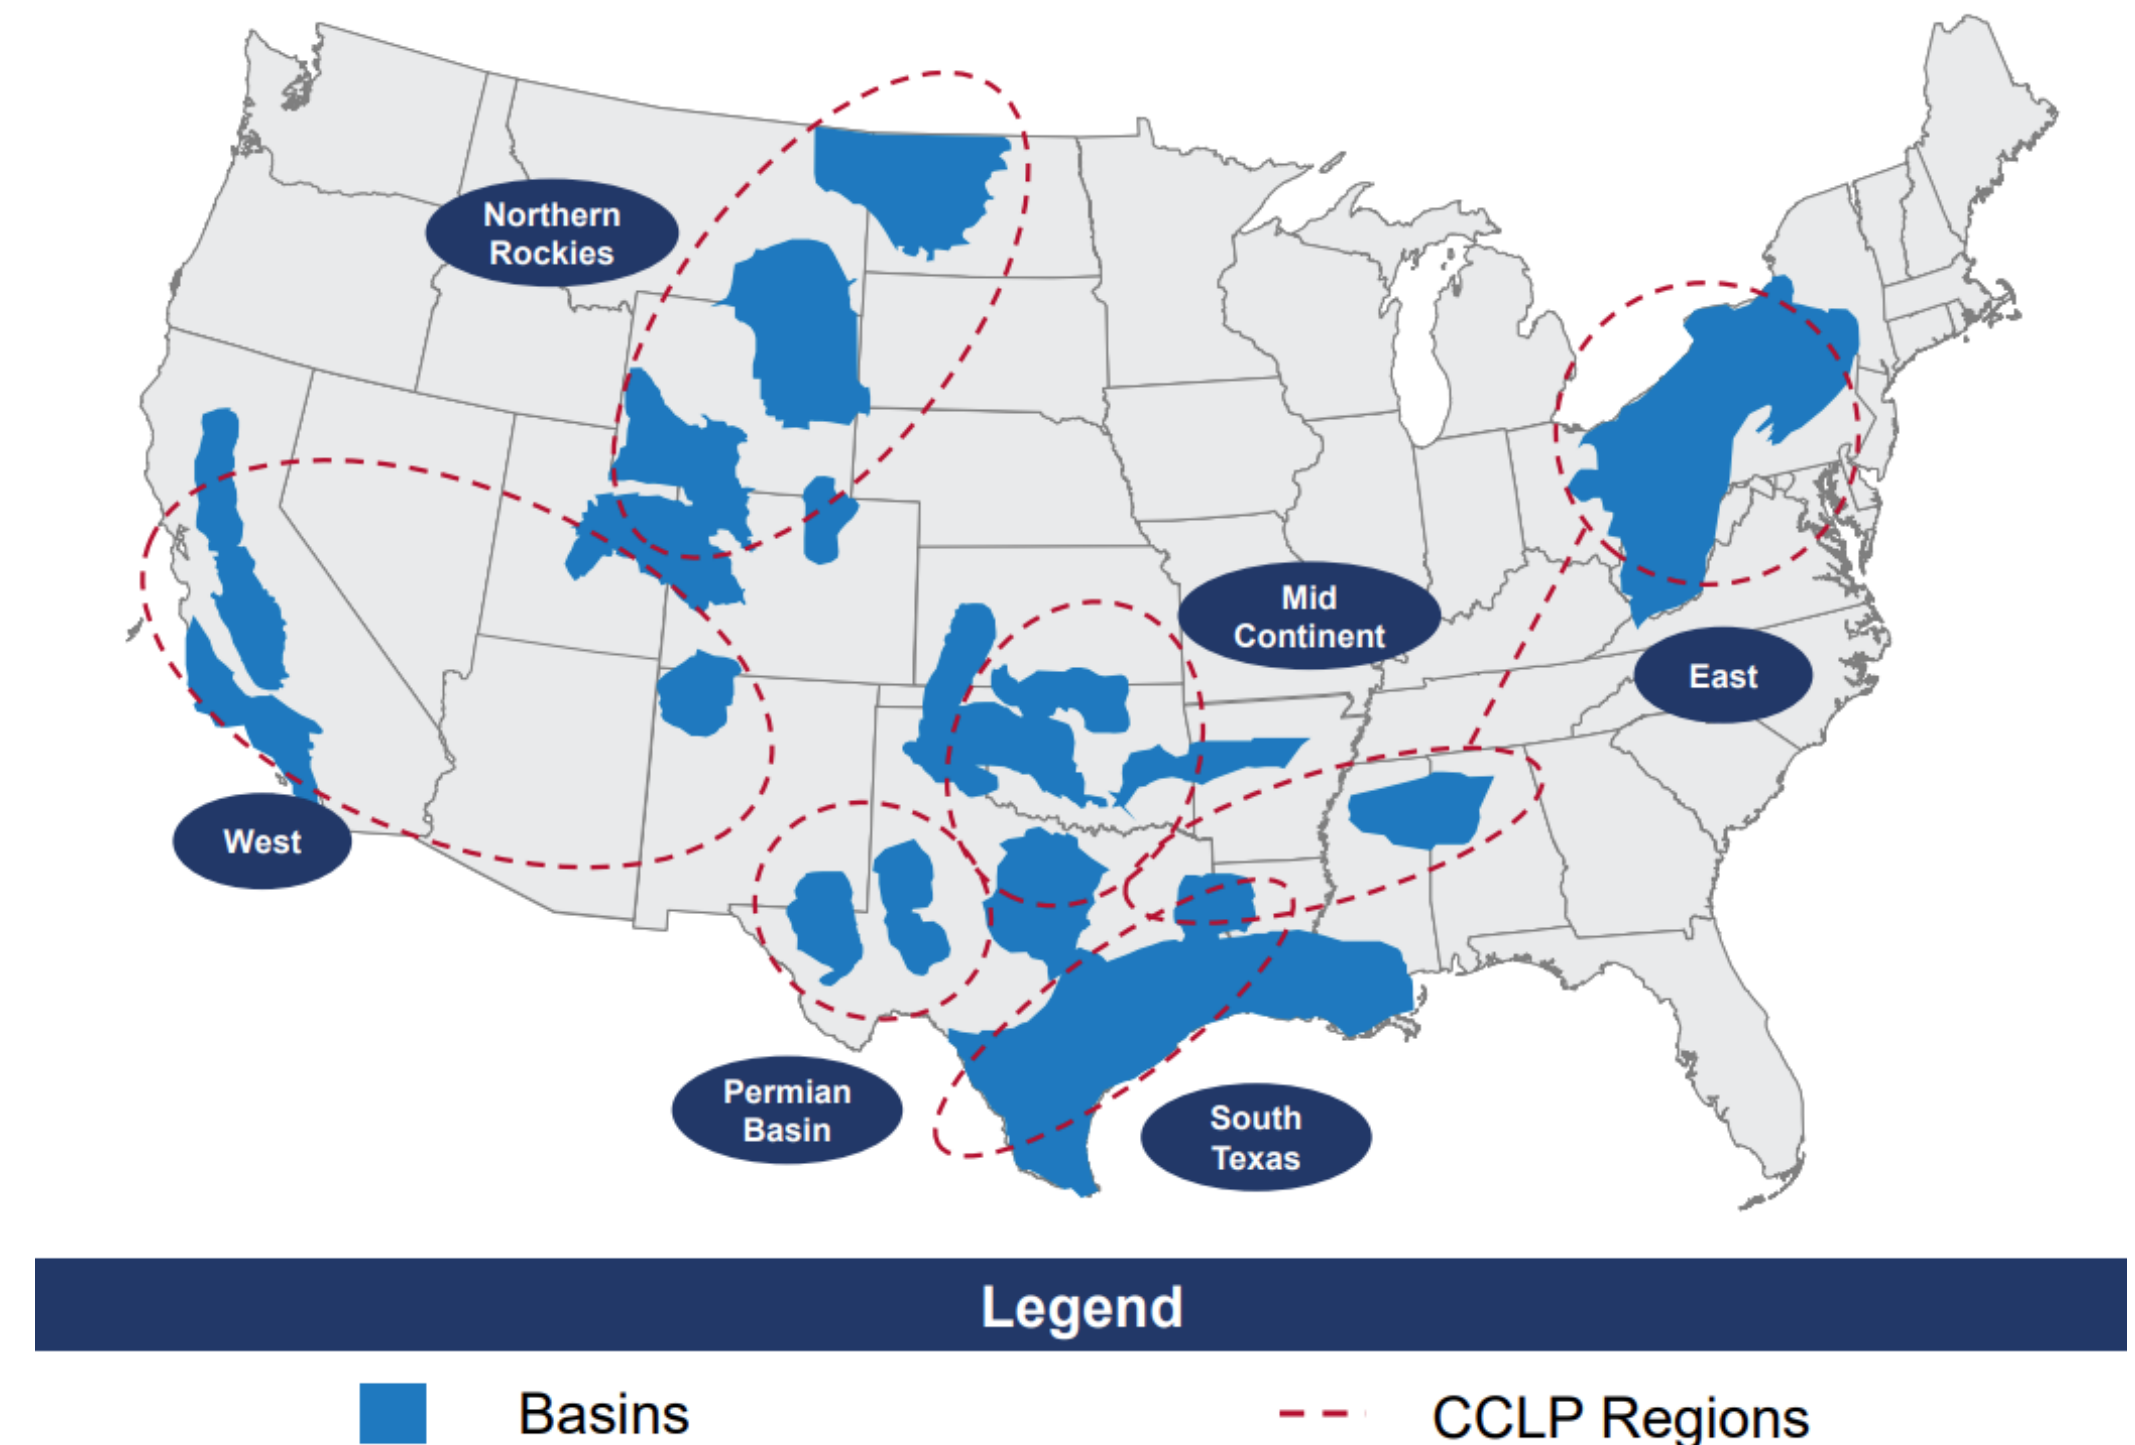 Northern
Rockies
Mid
Continent
East
West
Permian
Basin
South
Texas
Legend
Basins
CCLP Regions